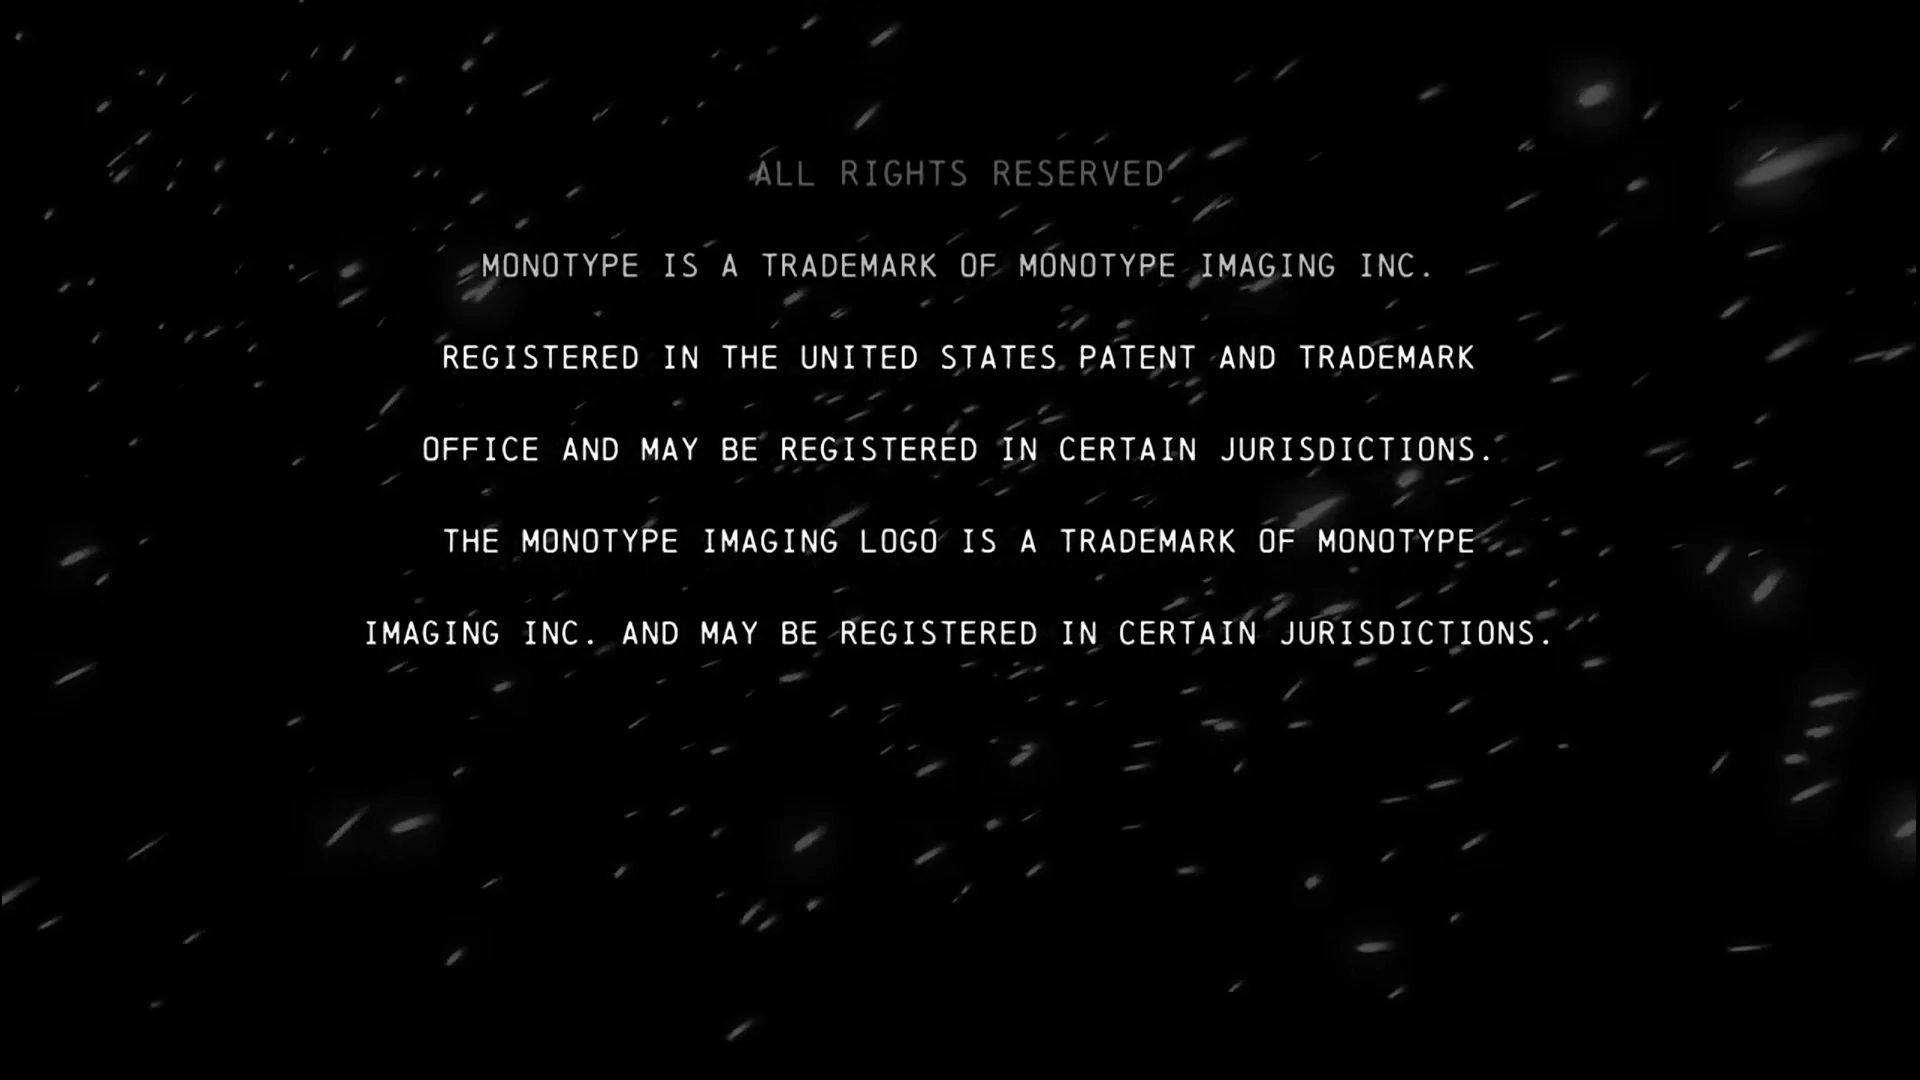 ALL RIGHTS RESERVED
MONOTYPE IS A TRADEMARK OF MONOTYPE IMAGING INC.
REGISTERED IN THE UNITED STATES PATENT AND TRADEMARK
OFFICE AND MAY BE REGISTERED IN CERTAIN JURISDICTIONS.
THE MONOTYPE IMAGING LOGO IS A TRADEMARK OF MONOTYPE
IMAGING INC. AND MAY BE REGISTERED IN CERTAIN JURISDICTIONS.